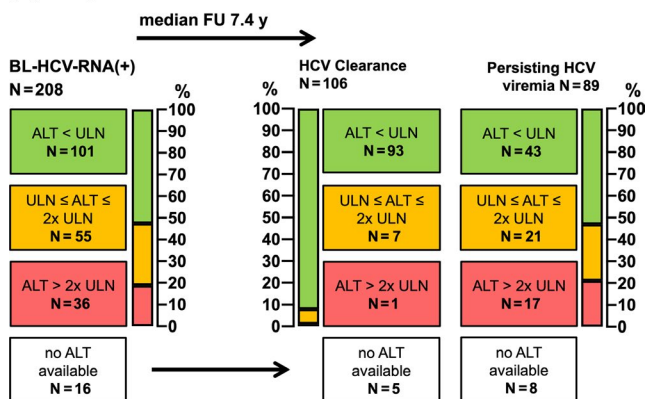 median FU 7.4 y
BL-HCV-RNA(+)
N=208
%
100
90
80
70
60
50
40
30
20
10
0
ALT < ULN
N=101
ULN ≤ ALT ≤
2x ULN
N=55
ALT > 2x ULN
N=36
no ALT
available
N=16
HCV Clearance
N=106
%
100
90
80
70
60
50
40
30
20
10
0
ALT < ULN
N=93
ULN ≤ ALT ≤
2x ULN
N=7
ALT > 2x ULN
N=1
no ALT
available
N=5
Persisting HCV
viremia N=89
%
ALT < ULN
N=43
ULN ≤ ALT ≤
2x ULN
N=21
ALT > 2x ULN
N=17
no ALT
available
N=8
100
90
80
70
60
50
40
30
20
10
0